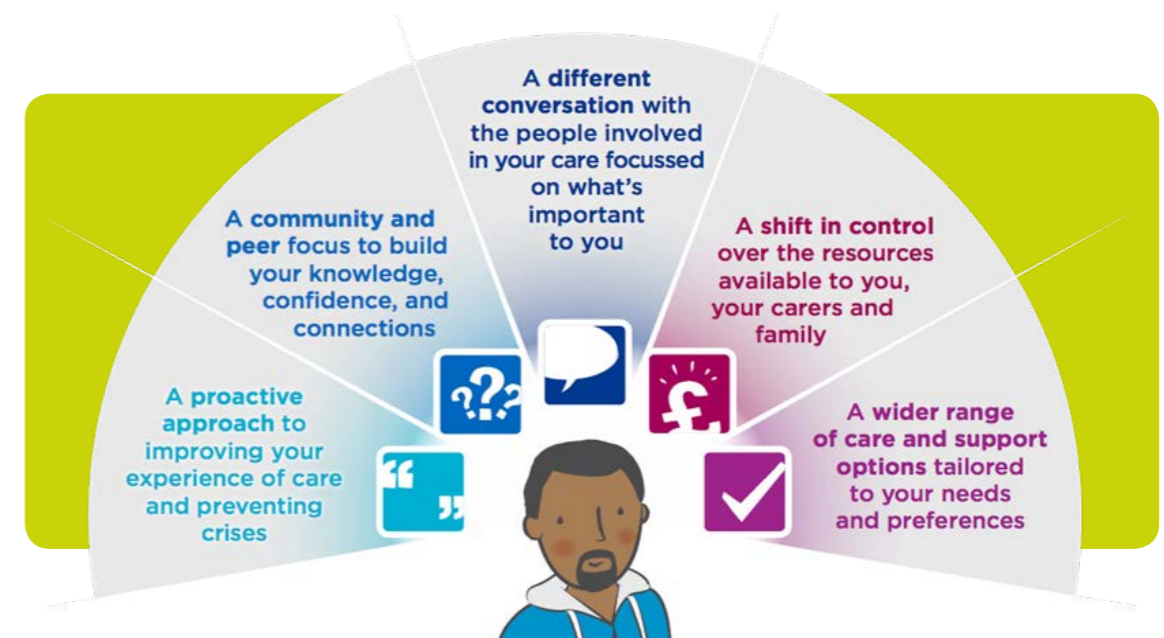 A proactive
approach to
improving your
experience of care
and preventing
crises
A community and
peer focus to build
your knowledge,
confidence, and
connections
A different
conversation with
the people involved
in your care focussed
on what's
important
to you
A shift in control
over the resources
available to you,
your carers and
family
A wider range
of care and support
options tailored
to your needs
and preferences
“ ”
???
£